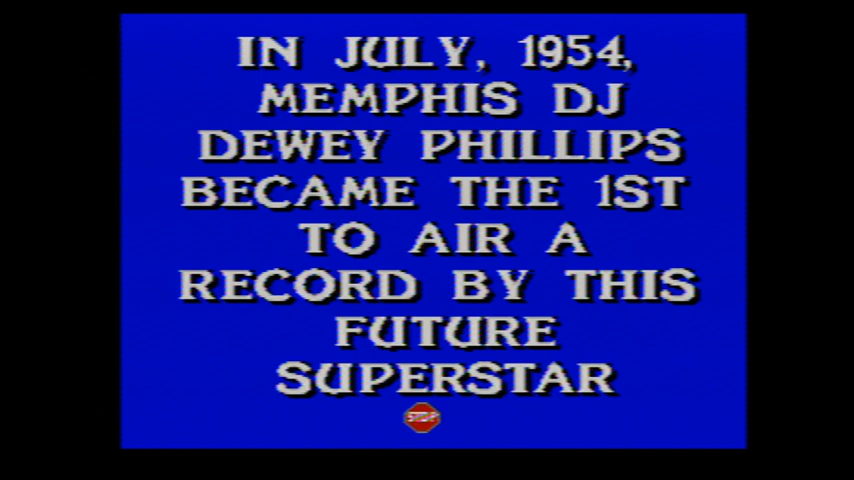 IN JULY, 1954,
MEMPHIS DJ
DEWEY PHILLIPS
BECAME THE 1ST
TO AIR A
RECORD BY THIS
FUTURE
SUPERSTAR
STOP